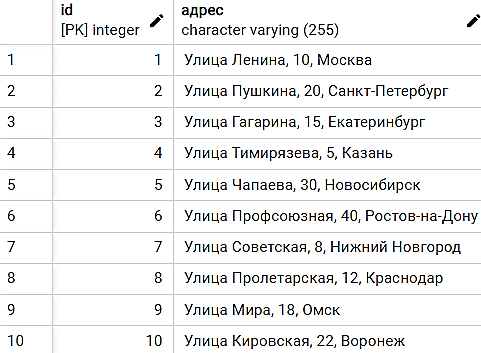 id адрес
[PK] integer character varying (255)
1 1 Улица Ленина, 10, Москва
2 2 Улица Пушкина, 20, Санкт-Петербург
3 3 Улица Гагарина, 15, Екатеринбург
4 4 Улица Тимирязева, 5, Казань
5 5 Улица Чапаева, 30, Новосибирск
6 6 Улица Профсоюзная, 40, Ростов-на-Дону
7 7 Улица Советская, 8, Нижний Новгород
8 8 Улица Пролетарская, 12, Краснодар
9 9 Улица Мира, 18, Омск
10 10 Улица Кировская, 22, Воронеж